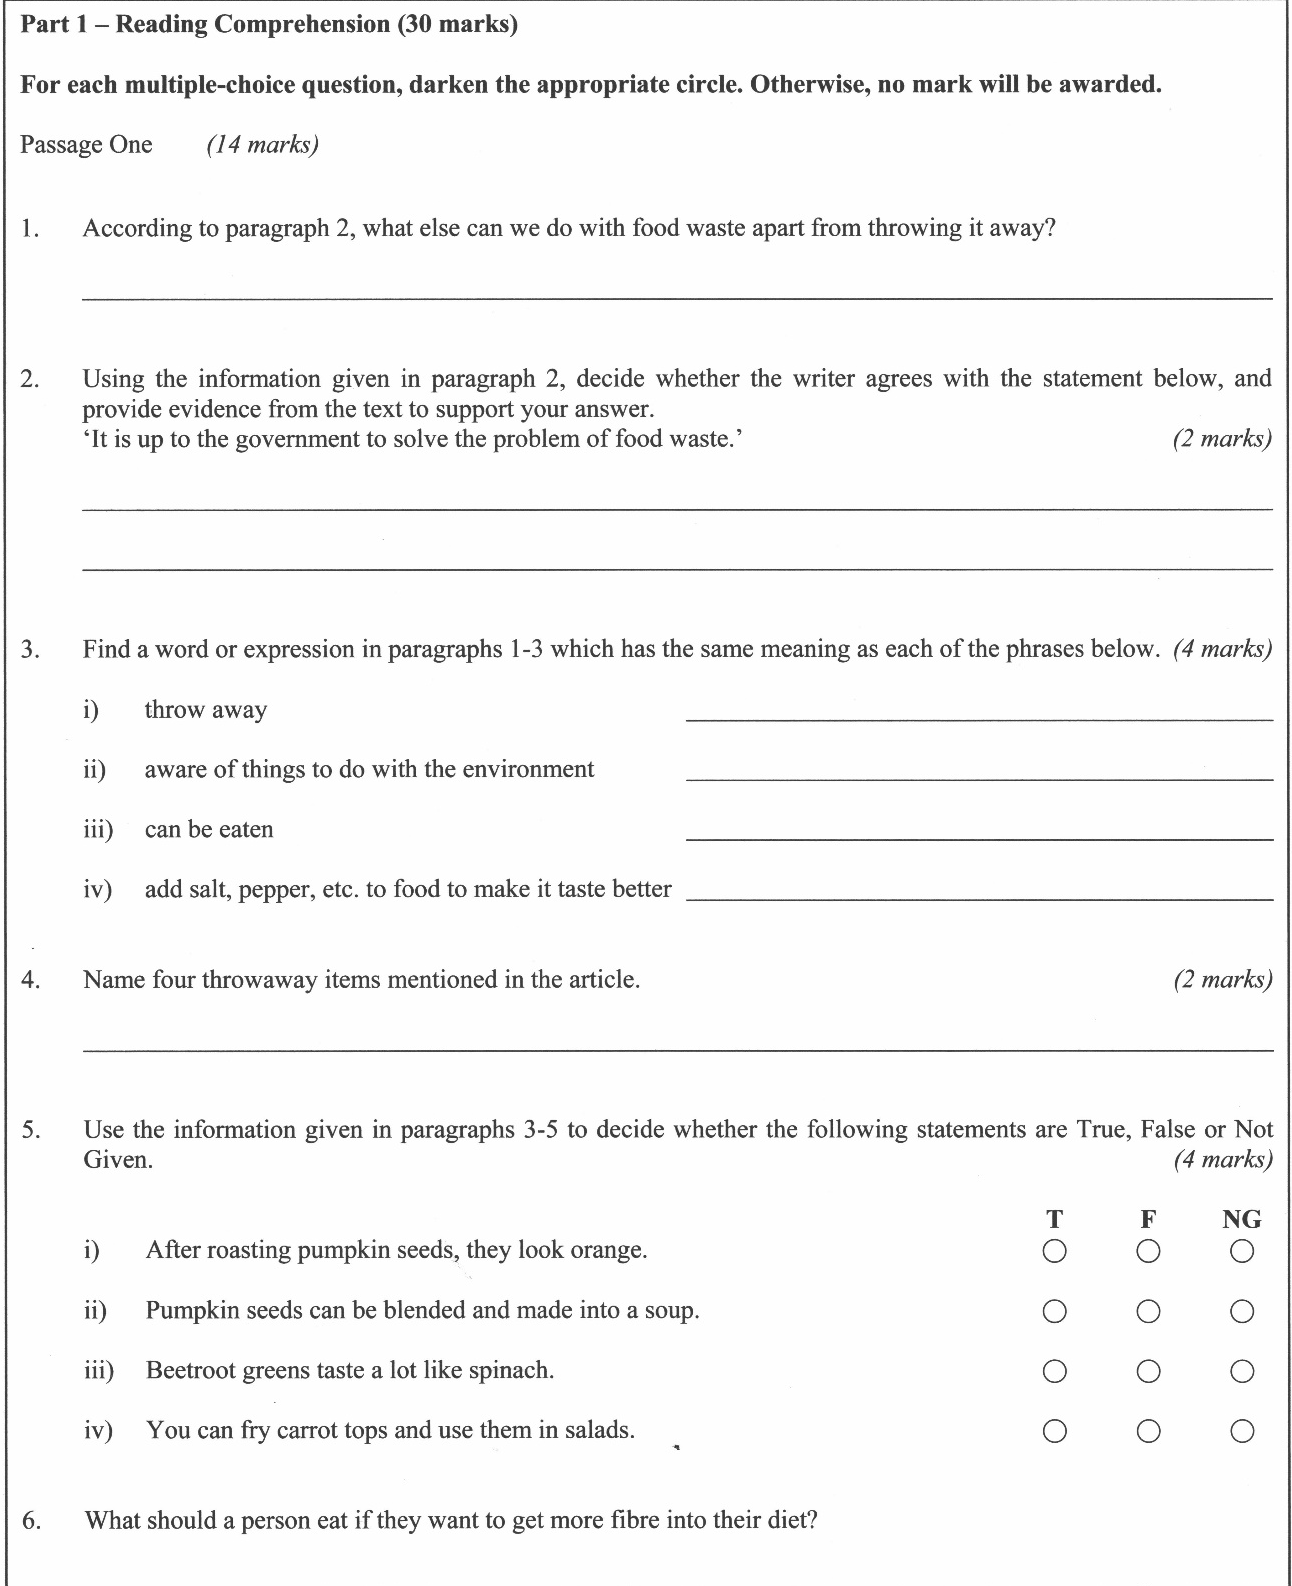 Part 1 – Reading Comprehension (30 marks)
For each multiple-choice question, darken the appropriate circle. Otherwise, no mark will be awarded.
Passage One (14 marks)
1. According to paragraph 2, what else can we do with food waste apart from throwing it away?
2. Using the information given in paragraph 2, decide whether the writer agrees with the statement below, and
provide evidence from the text to support your answer.
‘It is up to the government to solve the problem of food waste.’ (2 marks)
3. Find a word or expression in paragraphs 1-3 which has the same meaning as each of the phrases below. (4 marks)
i) throw away
ii) aware of things to do with the environment
iii) can be eaten
iv) add salt, pepper, etc. to food to make it taste better
4. Name four throwaway items mentioned in the article. (2 marks)
5. Use the information given in paragraphs 3-5 to decide whether the following statements are True, False or Not
Given. (4 marks)
T F NG
i) After roasting pumpkin seeds, they look orange.
ii) Pumpkin seeds can be blended and made into a soup.
iii) Beetroot greens taste a lot like spinach.
iv) You can fry carrot tops and use them in salads.
6. What should a person eat if they want to get more fibre into their diet?